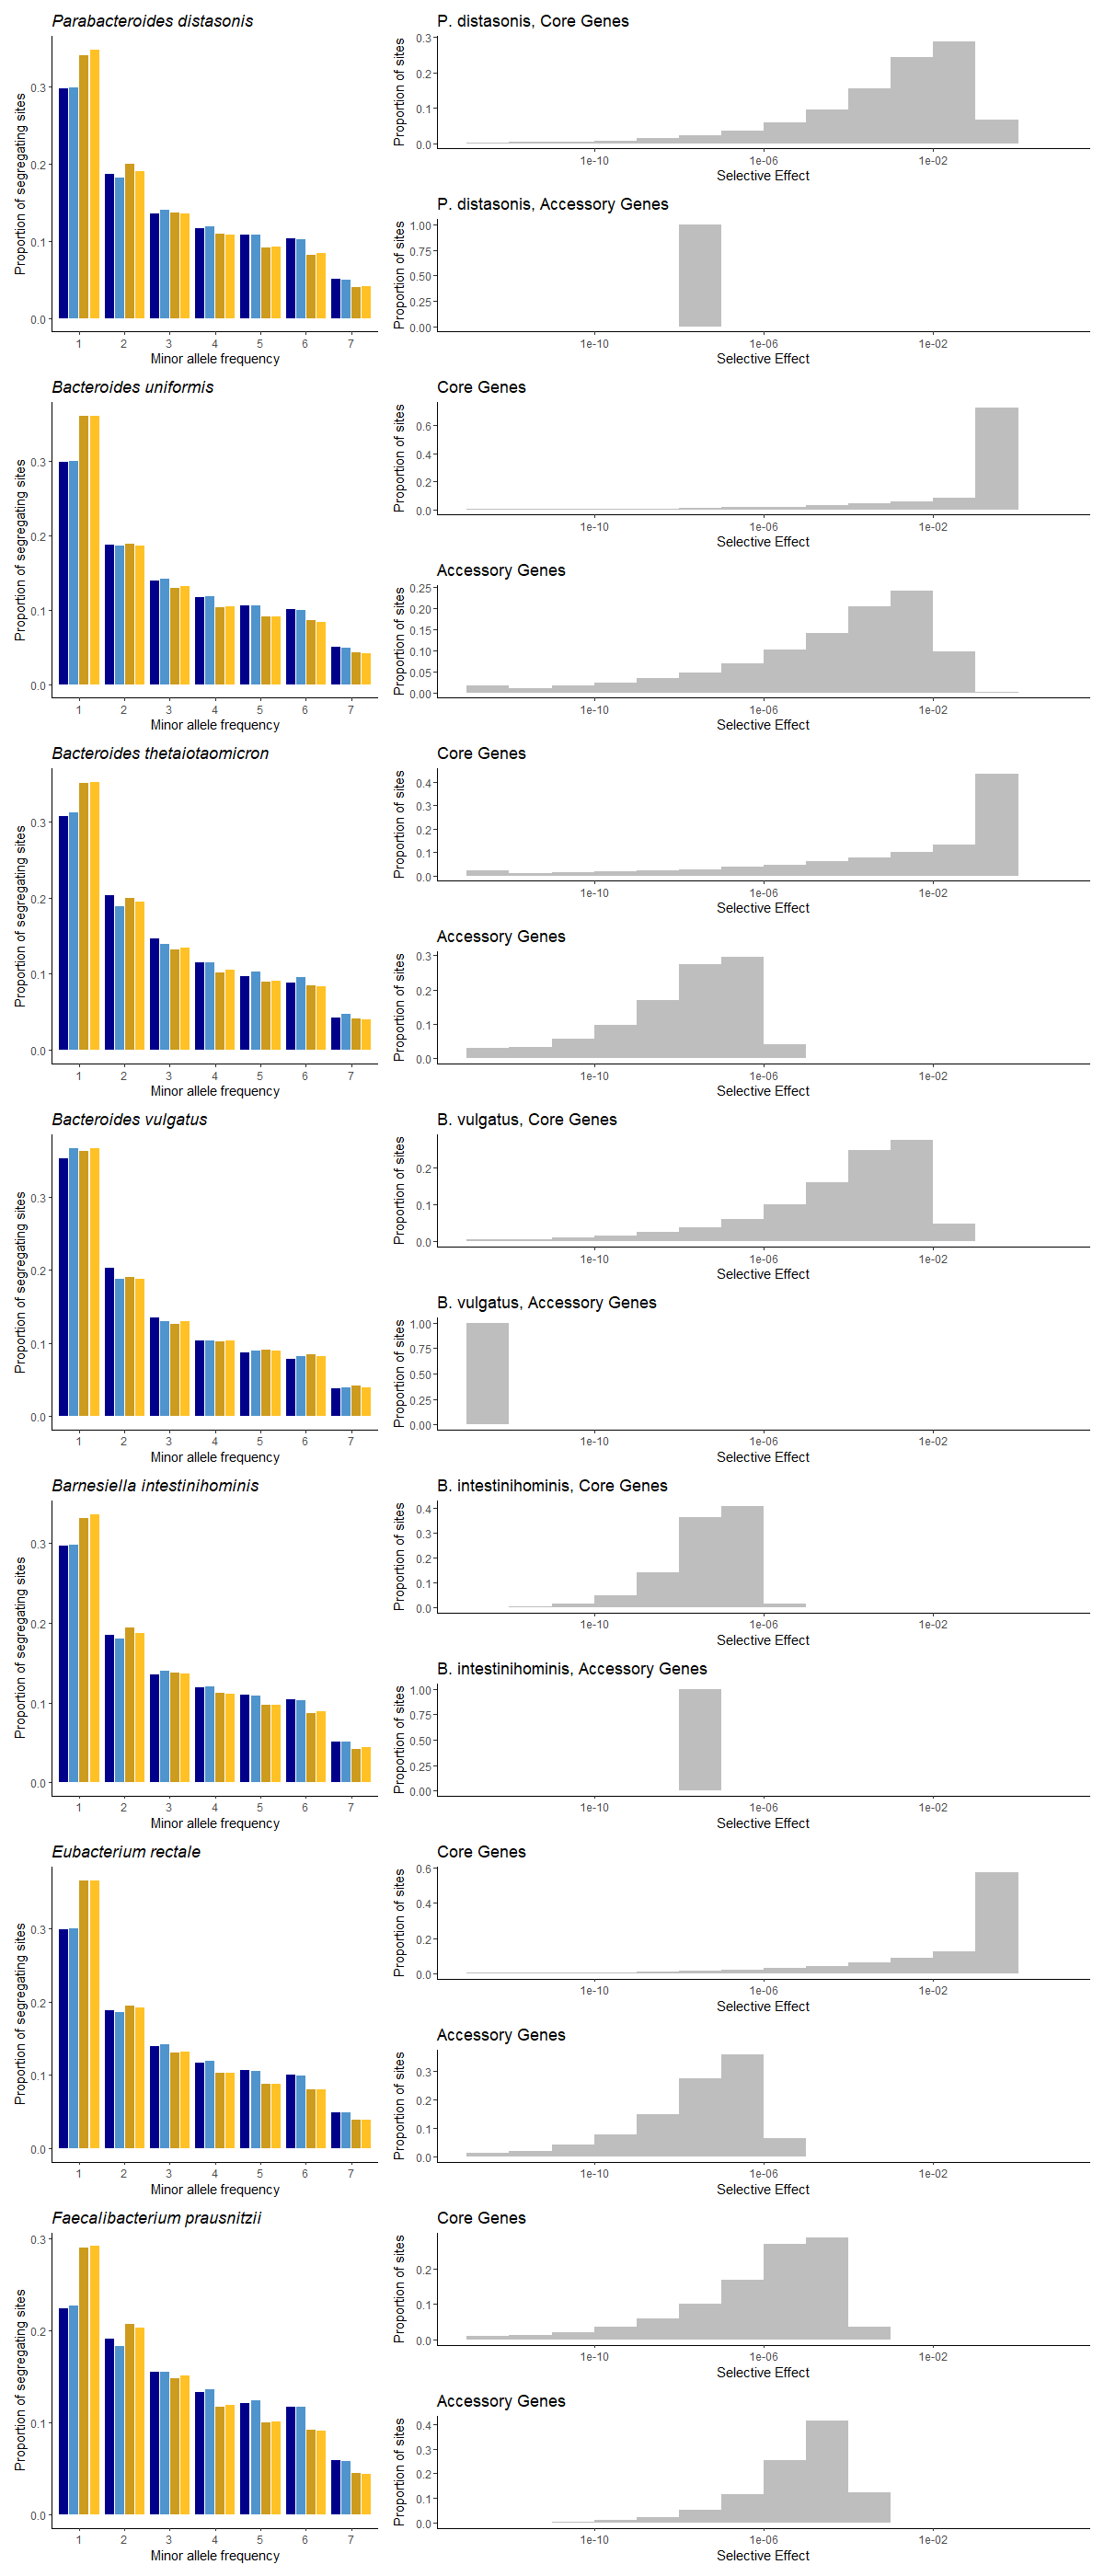 Parabacteroides distasonis
Proportion of segregating sites
0.3
0.2
0.1
0.0
1 2 3 4 5 6 7
Minor allele frequency
P. distasonis, Core Genes
Proportion of sites
0.3
0.2
0.1
0.0
1e-10 1e-06 1e-02
Selective Effect
P. distasonis, Accessory Genes
Proportion of sites
1.00
0.75
0.50
0.25
0.00
1e-10 1e-06 1e-02
Selective Effect
Bacteroides uniformis
Proportion of segregating sites
0.3
0.2
0.1
0.0
1 2 3 4 5 6 7
Minor allele frequency
Core Genes
Proportion of sites
0.6
0.4
0.2
0.0
1e-10 1e-06 1e-02
Selective Effect
Accessory Genes
Proportion of sites
0.25
0.20
0.15
0.10
0.05
0.00
1e-10 1e-06 1e-02
Selective Effect
Bacteroides thetaiotaomicron
Proportion of segregating sites
0.3
0.2
0.1
0.0
1 2 3 4 5 6 7
Minor allele frequency
Core Genes
Proportion of sites
0.4
0.3
0.2
0.1
0.0
1e-10 1e-06 1e-02
Selective Effect
Accessory Genes
Proportion of sites
0.3
0.2
0.1
0.0
1e-10 1e-06 1e-02
Selective Effect
Bacteroides vulgatus
Proportion of segregating sites
0.3
0.2
0.1
0.0
1 2 3 4 5 6 7
Minor allele frequency
B. vulgatus, Core Genes
Proportion of sites
0.2
0.1
0.0
1e-10 1e-06 1e-02
Selective Effect
B. vulgatus, Accessory Genes
Proportion of sites
1.00
0.75
0.50
0.25
0.00
1e-10 1e-06 1e-02
Selective Effect
Barnesiella intestinihominis
Proportion of segregating sites
0.3
0.2
0.1
0.0
1 2 3 4 5 6 7
Minor allele frequency
B. intestinihominis, Core Genes
Proportion of sites
0.4
0.3
0.2
0.1
0.0
1e-10 1e-06 1e-02
Selective Effect
B. intestinihominis, Accessory Genes
Proportion of sites
1.00
0.75
0.50
0.25
0.00
1e-10 1e-06 1e-02
Selective Effect
Eubacterium rectale
Proportion of segregating sites
0.3
0.2
0.1
0.0
1 2 3 4 5 6 7
Minor allele frequency
Core Genes
Proportion of sites
0.6
0.4
0.2
0.0
1e-10 1e-06 1e-02
Selective Effect
Accessory Genes
Proportion of sites
0.3
0.2
0.1
0.0
1e-10 1e-06 1e-02
Selective Effect
Faecalibacterium prausnitzii
Proportion of segregating sites
0.3
0.2
0.1
0.0
1 2 3 4 5 6 7
Minor allele frequency
Core Genes
Proportion of sites
0.2
0.1
0.0
1e-10 1e-06 1e-02
Selective Effect
Accessory Genes
Proportion of sites
0.4
0.3
0.2
0.1
0.0
1e-10 1e-06 1e-02
Selective Effect